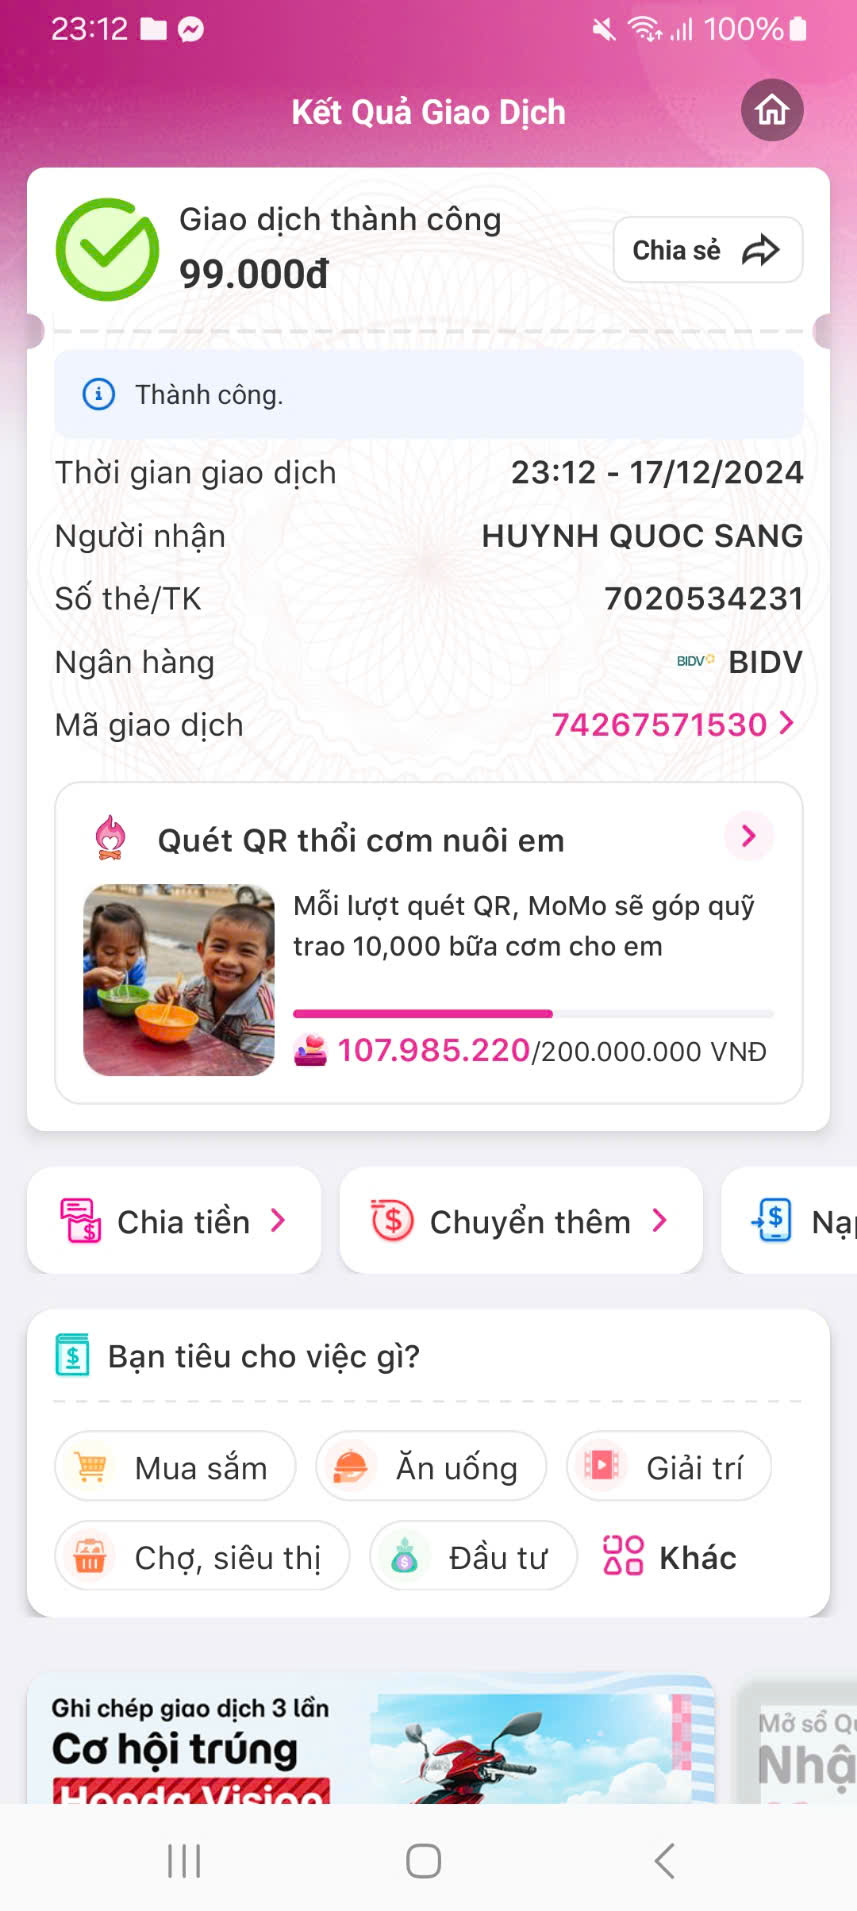 23:12 100%
Kết Quả Giao Dịch
Giao dịch thành công
99.000đ
Chia sẻ
Thành công.
Thời gian giao dịch 23:12 - 17/12/2024
Người nhận HUYNH QUOC SANG
Số thẻ/TK 7020534231
Ngân hàng BIDV BIDV
Mã giao dịch 74267571530
Quét QR thổi cơm nuôi em
Mỗi lượt quét QR, MoMo sẽ góp quỹ
trao 10,000 bữa cơm cho em
107.985.220/200.000.000 VNĐ
Chia tiền Chuyển thêm Nạp
Bạn tiêu cho việc gì?
Mua sắm Ăn uống Giải trí
Chợ, siêu thị Đầu tư Khác
Ghi chép giao dịch 3 lần
Cơ hội trúng
Honda Vision
Mở sổ
Nhậ